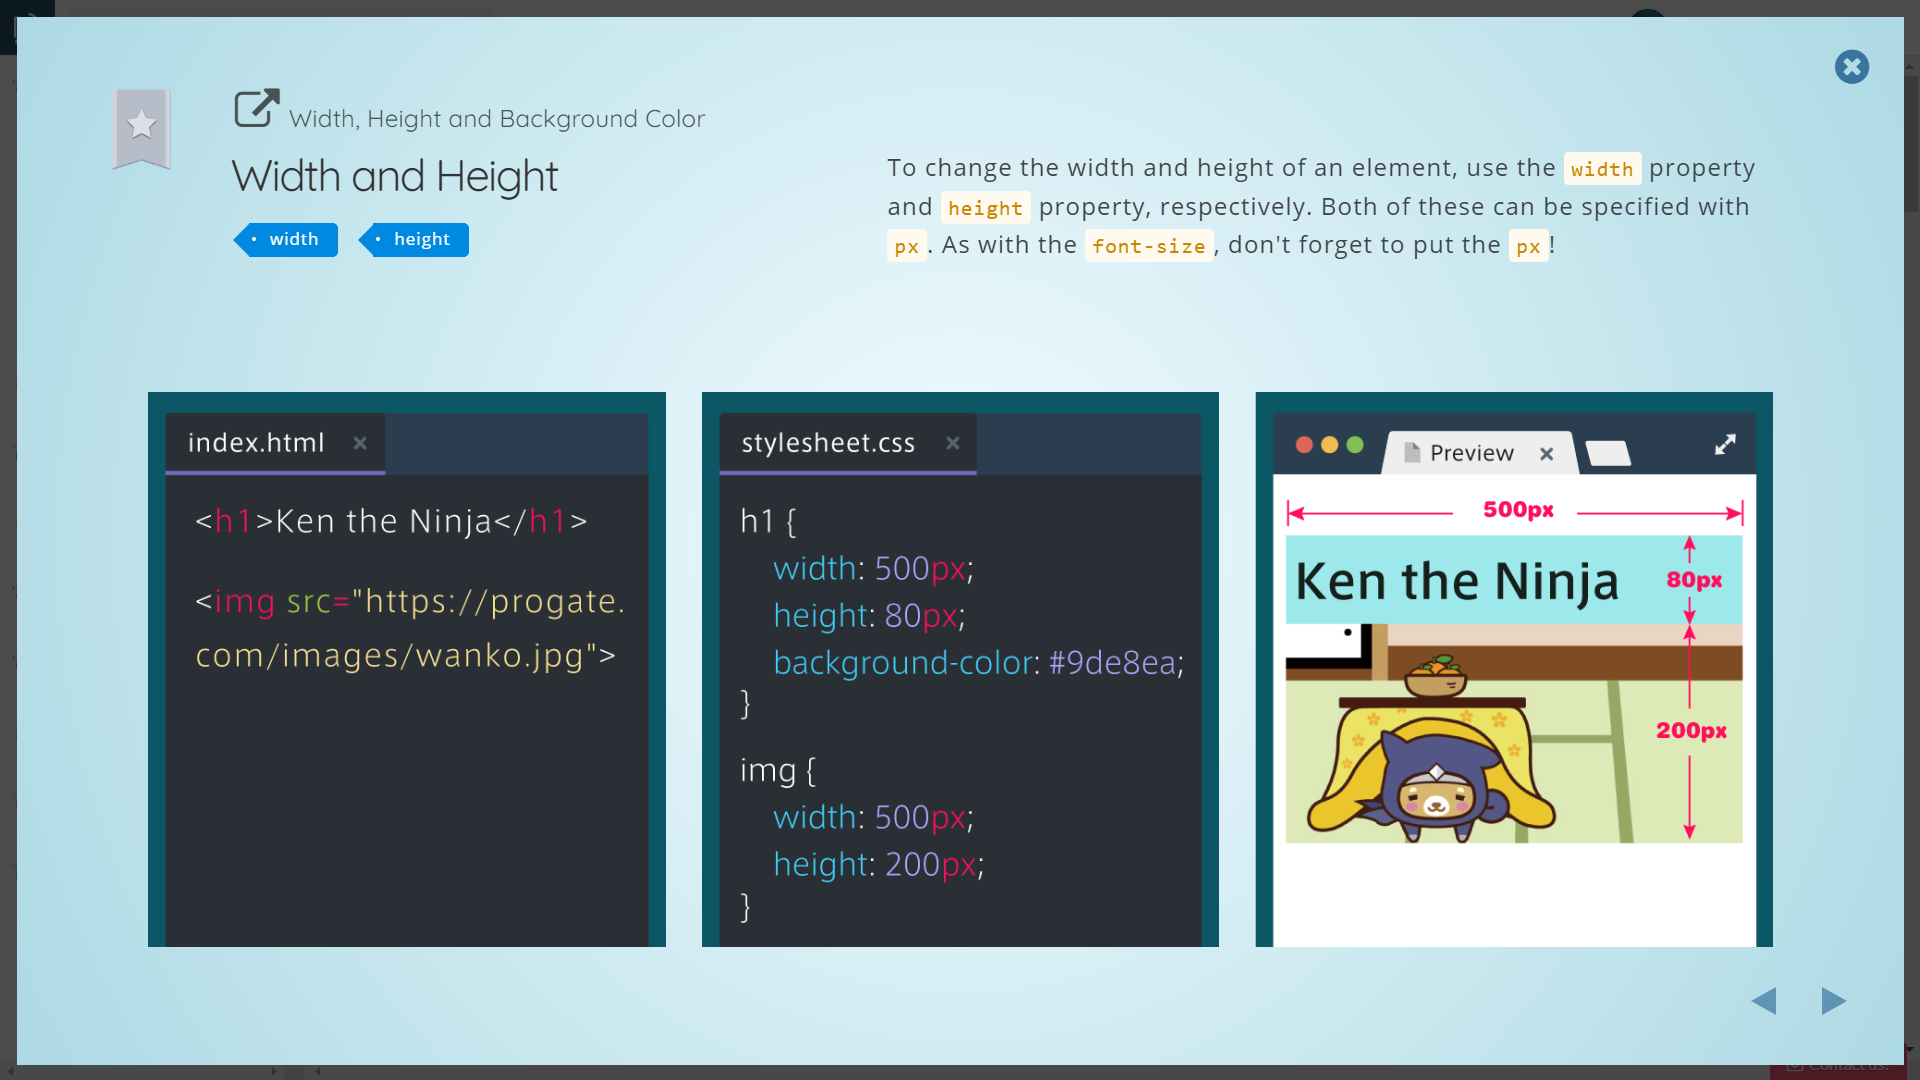 Width, Height and Background Color
Width and Height
width
height
To change the width and height of an element, use the width property
and height property, respectively. Both of these can be specified with
px. As with the font-size, don't forget to put the px!
index.html
<h1>Ken the Ninja</h1>
<img src="https://progate.
com/images/wanko.jpg">
stylesheet.css
h1 {
width: 500px;
height: 80px;
background-color: #9de8ea;
}
img {
width: 500px;
height: 200px;
}
Preview
500px
Ken the Ninja
80px
200px
Contact us!